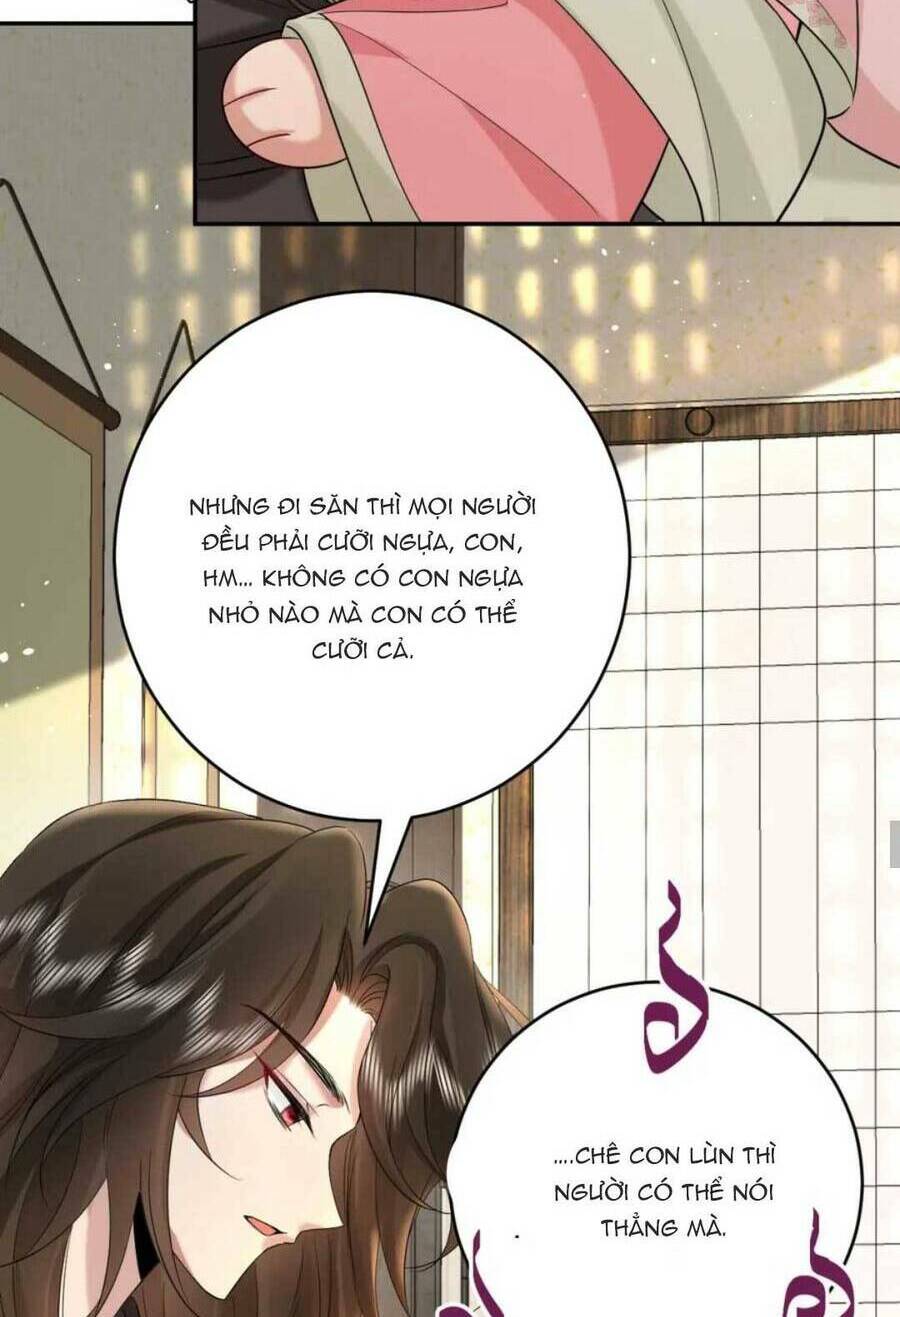 NHƯNG ĐI SĂN THÌ MỌI NGƯỜI
ĐỀU PHẢI CƯỠI NGỰA, CON,
HM... KHÔNG CÓ CON NGỰA
NHỎ NÀO MÀ CON CÓ THỂ
CƯỠI CẢ.
....CHÊ CON LÙN THÌ
NGƯỜI CÓ THỂ NÓI
THẲNG MÀ.